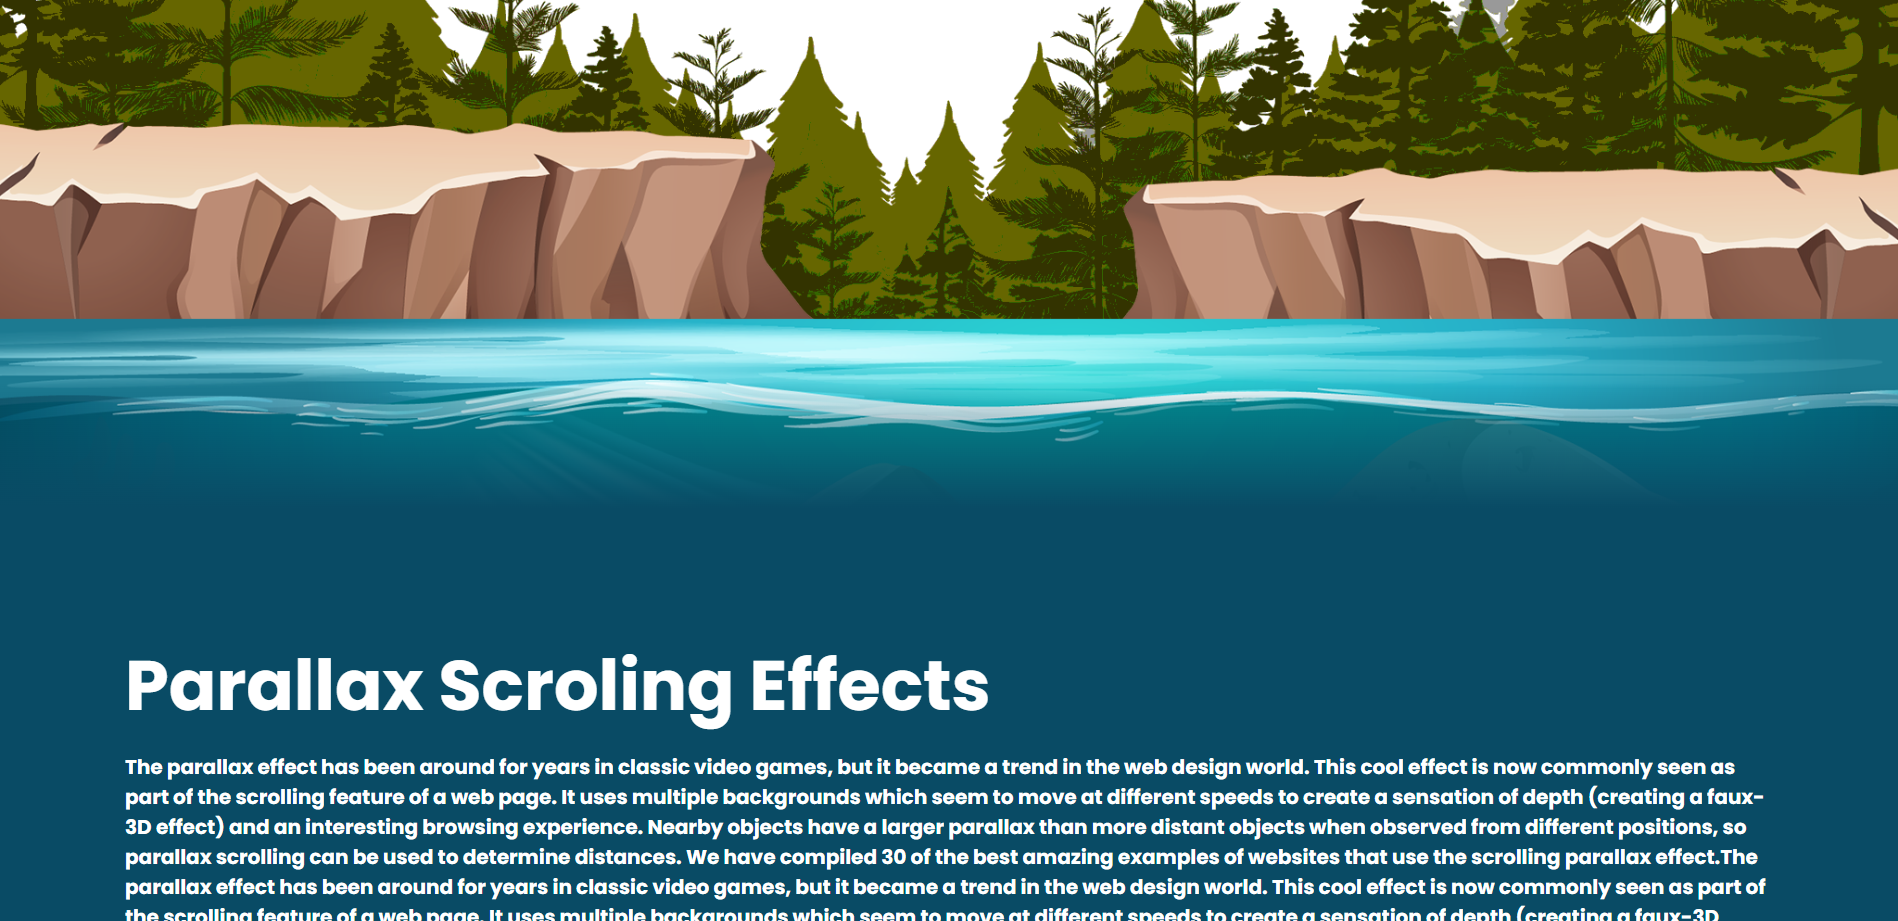 Parallax Scroling Effects
The parallax effect has been around for years in classic video games, but it became a trend in the web design world. This cool effect is now commonly seen as
part of the scrolling feature of a web page. It uses multiple backgrounds which seem to move at different speeds to create a sensation of depth (creating a faux-
3D effect) and an interesting browsing experience. Nearby objects have a larger parallax than more distant objects when observed from different positions, so
parallax scrolling can be used to determine distances. We have compiled 30 of the best amazing examples of websites that use the scrolling parallax effect.The
parallax effect has been around for years in classic video games, but it became a trend in the web design world. This cool effect is now commonly seen as part of
the scrolling feature of a web page. It uses multiple backgrounds which seem to move at different speeds to create a sensation of depth (creating a faux-3D